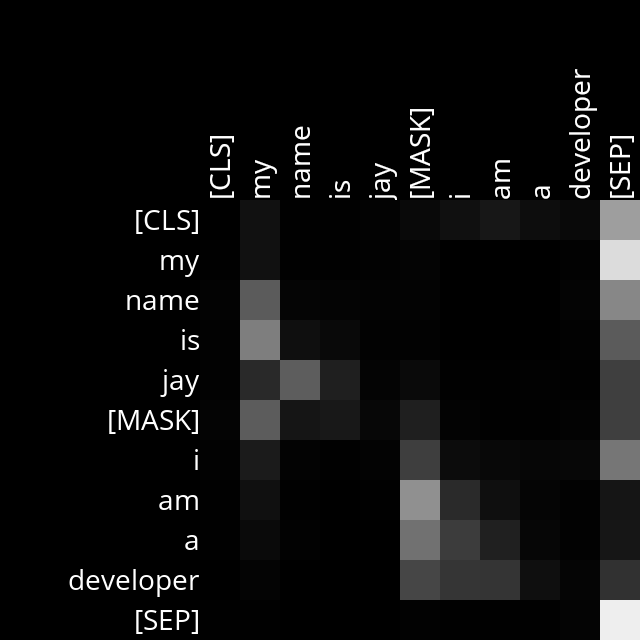 [CLS]
my
name
is
jay
[MASK]
i
am
a
developer
[SEP]
[CLS]
my
name
is
jay
[MASK]
i
am
a
developer
[SEP]